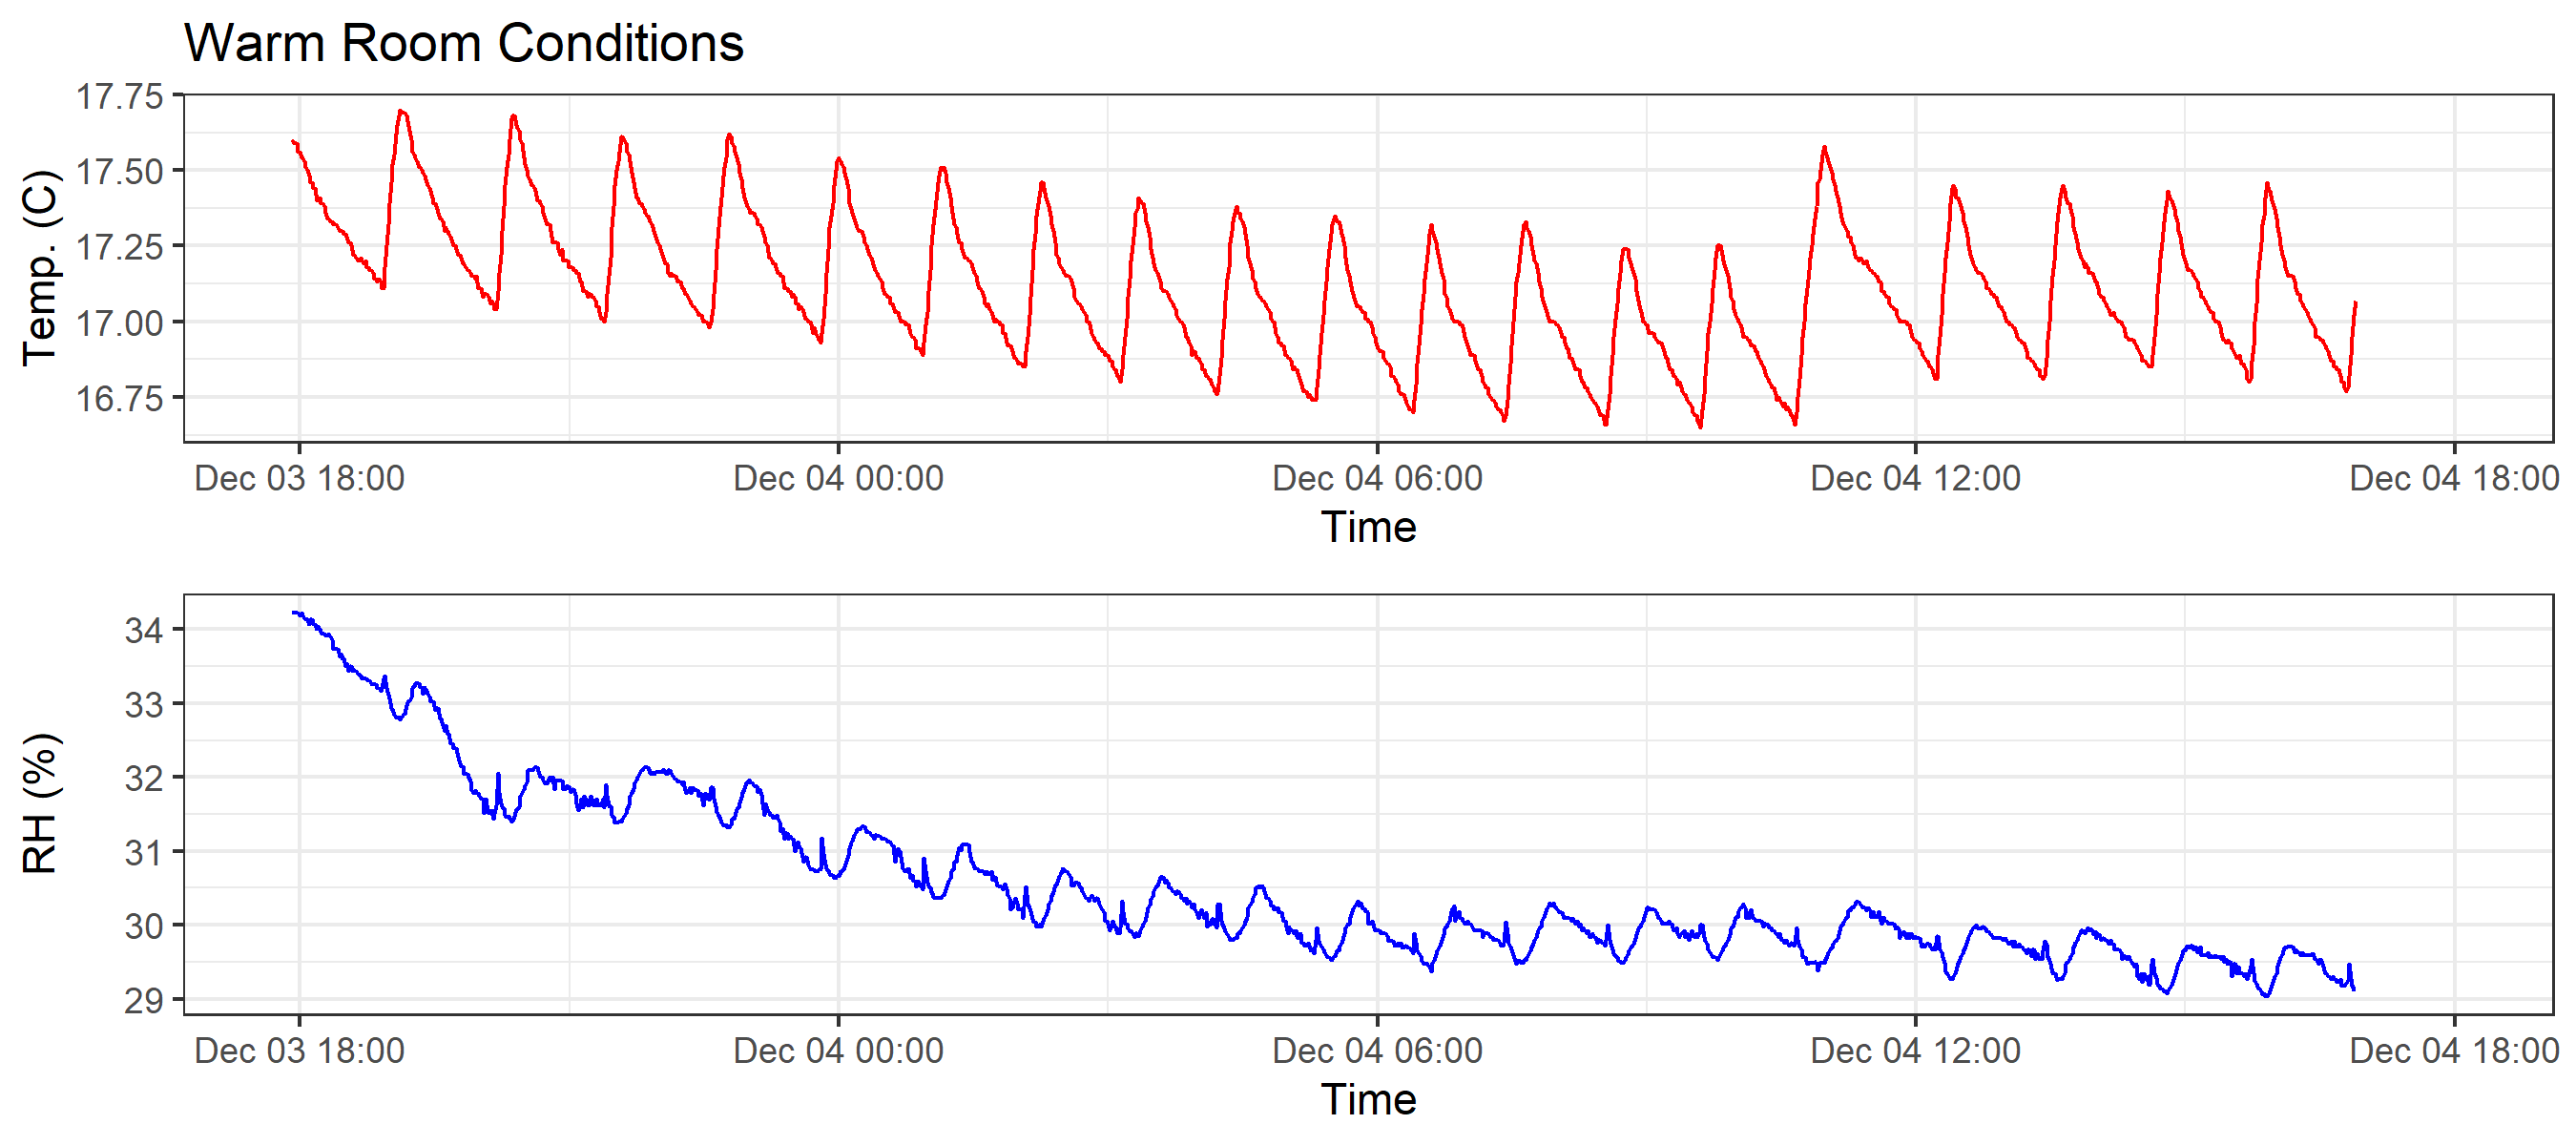 Warm Room Conditions
17.75
17.50
17.25
17.00
16.75
Temp. (C)
Dec 03 18:00 Dec 04 00:00 Dec 04 06:00 Dec 04 12:00 Dec 04 18:00
Time
34
33
32
31
30
29
RH (%)
Dec 03 18:00 Dec 04 00:00 Dec 04 06:00 Dec 04 12:00 Dec 04 18:00
Time